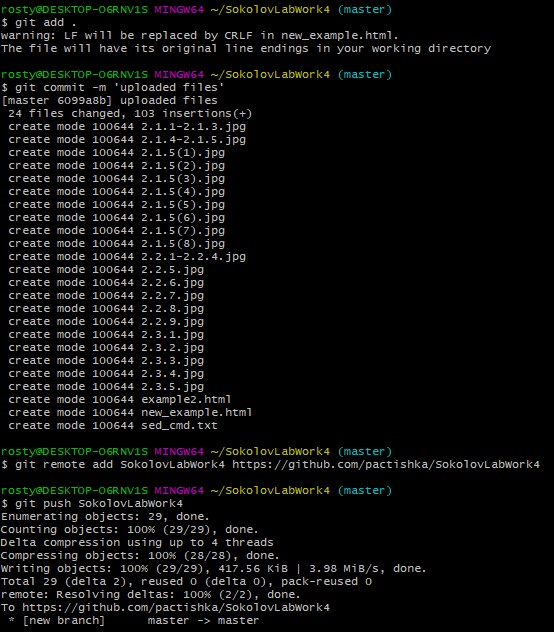 rosty@DESKTOP-O6RNV1S MINGW64 ~/SokolovLabWork4 (master)
$ git add .
warning: LF will be replaced by CRLF in new_example.html.
The file will have its original line endings in your working directory
rosty@DESKTOP-O6RNV1S MINGW64 ~/SokolovLabWork4 (master)
$ git commit -m 'uploaded files'
[master 6099a8b] uploaded files
 24 files changed, 103 insertions(+)
 create mode 100644 2.1.1-2.1.3.jpg
 create mode 100644 2.1.4-2.1.5.jpg
 create mode 100644 2.1.5(1).jpg
 create mode 100644 2.1.5(2).jpg
 create mode 100644 2.1.5(3).jpg
 create mode 100644 2.1.5(4).jpg
 create mode 100644 2.1.5(5).jpg
 create mode 100644 2.1.5(6).jpg
 create mode 100644 2.1.5(7).jpg
 create mode 100644 2.1.5(8).jpg
 create mode 100644 2.2.1-2.2.4.jpg
 create mode 100644 2.2.5.jpg
 create mode 100644 2.2.6.jpg
 create mode 100644 2.2.7.jpg
 create mode 100644 2.2.8.jpg
 create mode 100644 2.2.9.jpg
 create mode 100644 2.3.1.jpg
 create mode 100644 2.3.2.jpg
 create mode 100644 2.3.3.jpg
 create mode 100644 2.3.4.jpg
 create mode 100644 2.3.5.jpg
 create mode 100644 example2.html
 create mode 100644 new_example.html
 create mode 100644 sed_cmd.txt
rosty@DESKTOP-O6RNV1S MINGW64 ~/SokolovLabWork4 (master)
$ git remote add SokolovLabWork4 https://github.com/pactishka/SokolovLabWork4
rosty@DESKTOP-O6RNV1S MINGW64 ~/SokolovLabWork4 (master)
$ git push SokolovLabWork4
Enumerating objects: 29, done.
Counting objects: 100% (29/29), done.
Delta compression using up to 4 threads
Compressing objects: 100% (28/28), done.
Writing objects: 100% (29/29), 417.56 KiB | 3.98 MiB/s, done.
Total 29 (delta 2), reused 0 (delta 0), pack-reused 0
remote: Resolving deltas: 100% (2/2), done.
To https://github.com/pactishka/SokolovLabWork4
 * [new branch]      master -> master